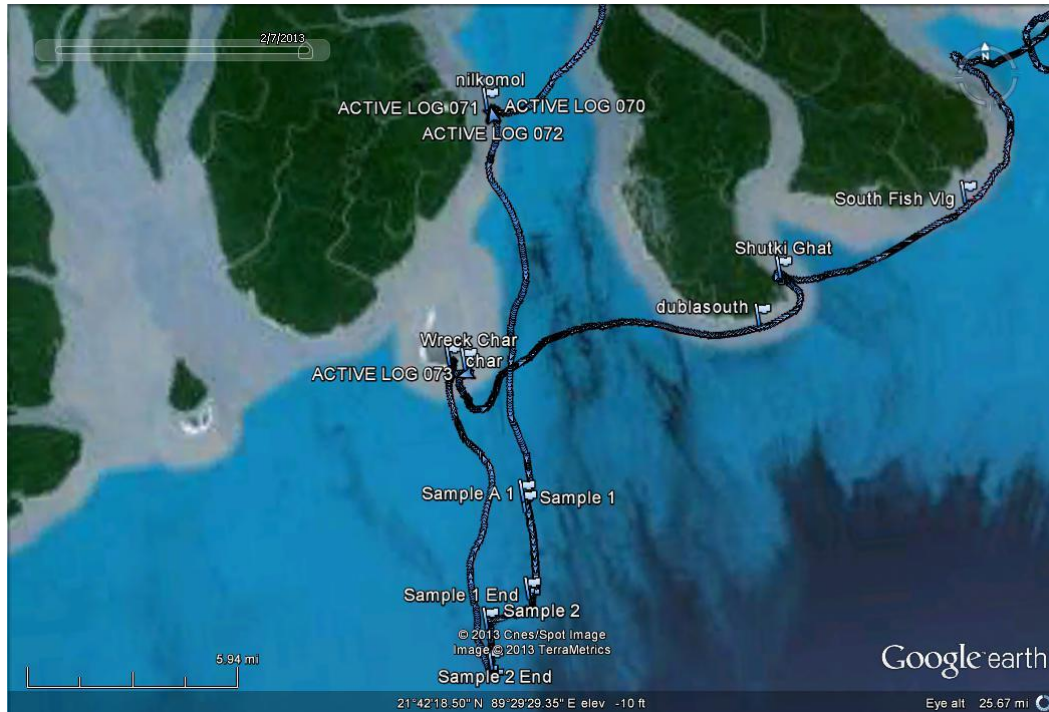 2/7/2013
N
nilkomol
ACTIVE LOG 071
ACTIVE LOG 070
ACTIVE LOG 072
South Fish Vlg
Shutki Ghat
dublasouth
Wreck Char
char
ACTIVE LOG 073
Sample A 1
Sample 1
Sample 1 End
Sample 2
© 2013 Cnes/Spot Image
Image © 2013 TerraMetrics
Sample 2 End
5.94 mi
Google earth
21°42'18.50" N 89°29'29.35" E elev -10 ft
Eye alt 25.67 mi